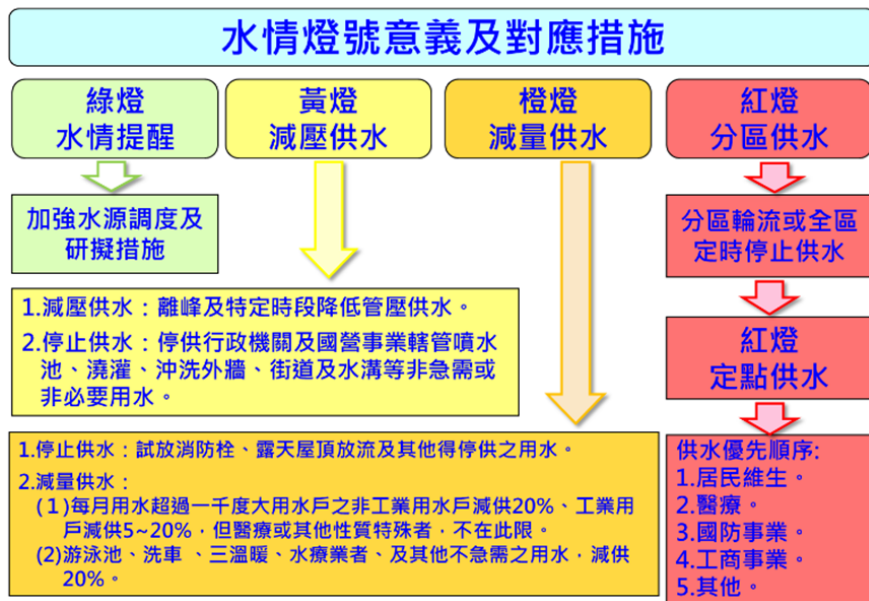 水情燈號意義及對應措施
綠燈
水情提醒
加強水源調度及
研擬措施
黃燈
減壓供水
1.減壓供水：離峰及特定時段降低管壓供水。
2.停止供水：停供行政機關及國營事業轄管噴水
池、澆灌、沖洗外牆、街道及水溝等非急需或
非必要用水。
橙燈
減量供水
1.停止供水：試放消防栓、露天屋頂放流及其他得停供之用水。
2.減量供水：
(1)每月用水超過一千度大用水戶之非工業用水戶減供20%、工業用
戶減供5~20%，但醫療或其他性質特殊者，不在此限。
(2)游泳池、洗車 、三溫暖、水療業者、及其他不急需之用水，減供
20%。
紅燈
分區供水
分區輪流或全區
定時停止供水
紅燈
定點供水
供水優先順序:
1.居民維生。
2.醫療。
3.國防事業。
4.工商事業。
5.其他。